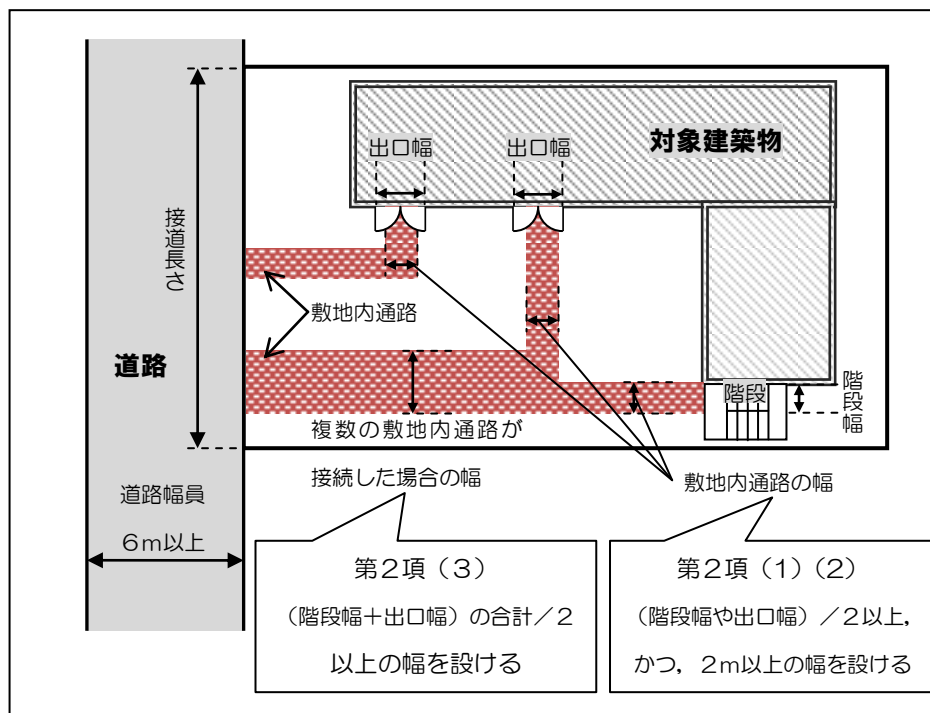 出口幅
出口幅
対象建築物
接道長さ
敷地内通路
道路
階段
階段幅
複数の敷地内通路が
接続した場合の幅
敷地内通路の幅
道路幅員
6m以上
第2項(3)
(階段幅+出口幅)の合計/2
以上の幅を設ける
第2項(1)(2)
(階段幅や出口幅)/2以上,
かつ,2m以上の幅を設ける